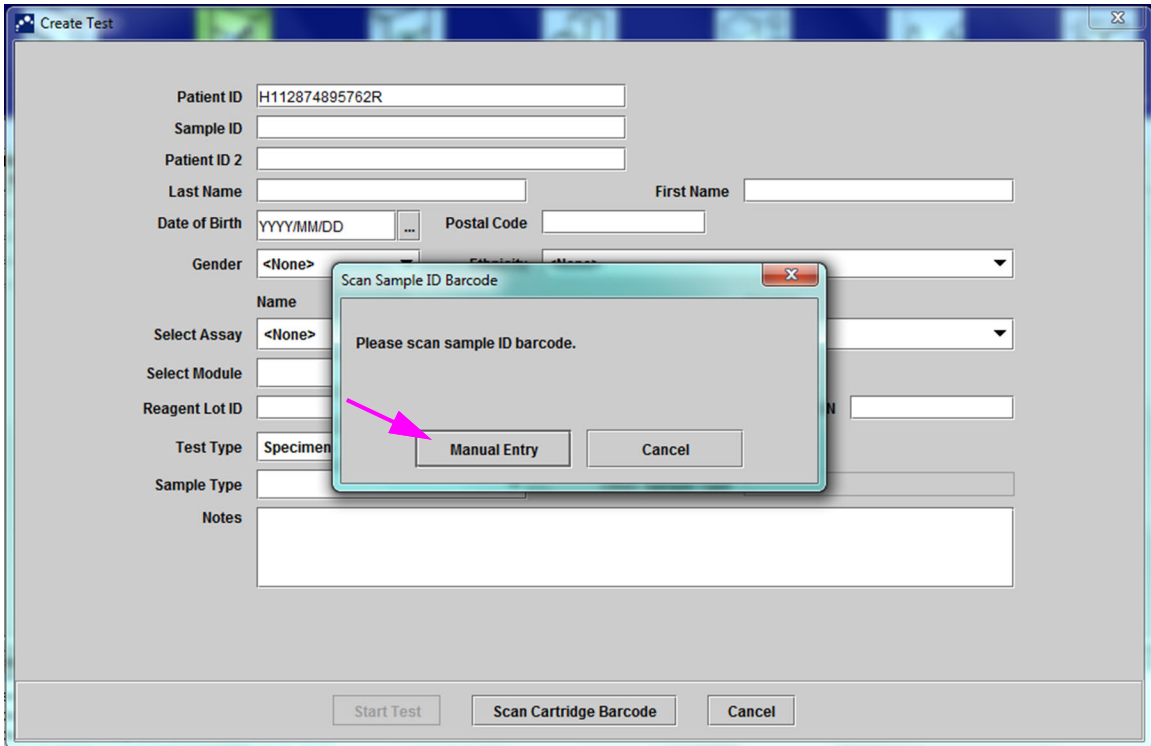 Create Test
Patient ID H112874895762R
Sample ID
Patient ID 2
Last Name First Name
Date of Birth YYYY/MM/DD ... Postal Code
Gender <None> Ethnicity <None>
Scan Sample ID Barcode
Name
Select Assay <None>
Please scan sample ID barcode.
Select Module
Reagent Lot ID N
Test Type Specimen
Manual Entry Cancel
Sample Type
Notes
Start Test Scan Cartridge Barcode Cancel